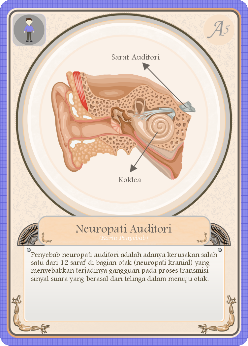 A5
Saraf Auditori
Koklea
Neuropati Auditori
Penyebab neuropati auditori adalah adanya kerusakan salah
satu dari 12 saraf di bagian otak (neuropati kranial) yang
menyebabkan terjadinya gangguan pada proses transmisi
sinyal suara yang berasal dari telinga dalam menuju otak.